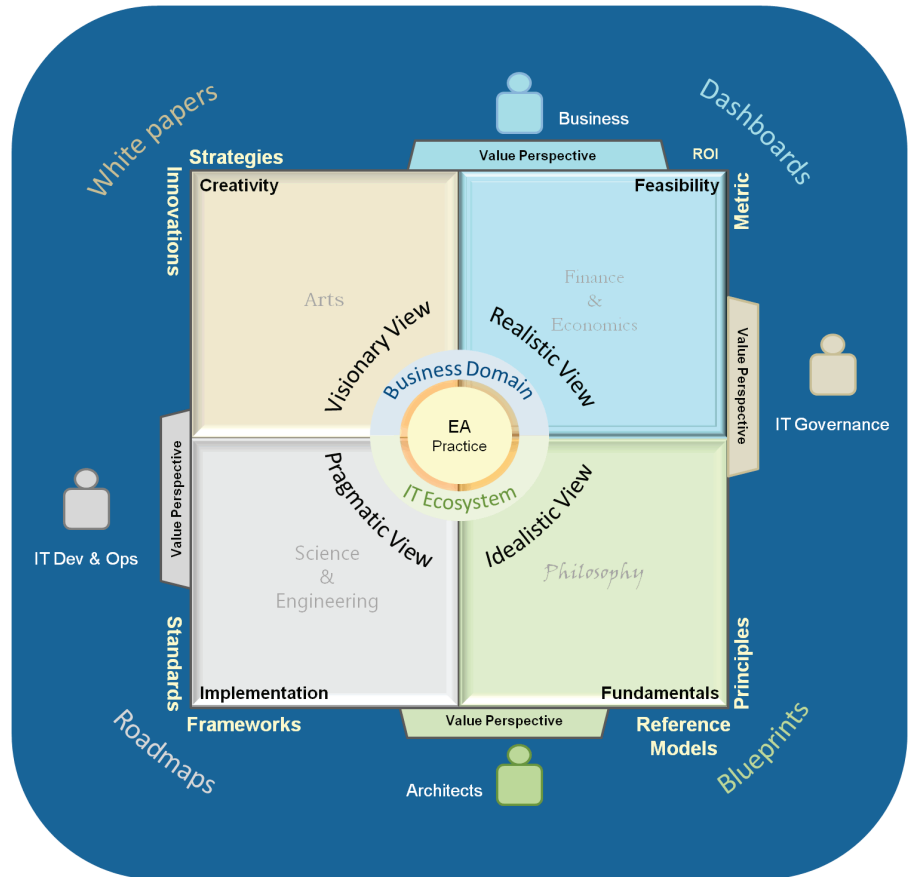 White papers
Dashboards
Business
Strategies
Value Perspective
ROI
Innovations
Creativity
Feasibility
Metric
Arts
Finance
&
Economics
Visionary View
Realistic View
Business Domain
EA
Practice
IT Ecosystem
Value Perspective
IT Governance
Value Perspective
IT Dev & Ops
Pragmatic View
Idealistic View
Science
&
Engineering
Philosophy
Standards
Implementation
Fundamentals
Principles
Frameworks
Value Perspective
Reference
Models
Roadmaps
Architects
Blueprints